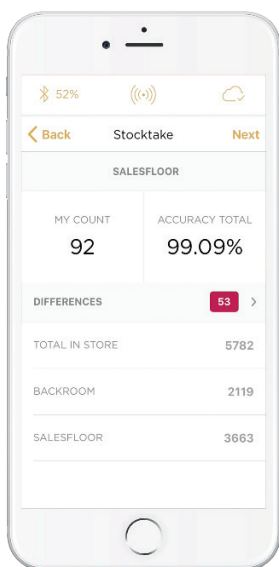 52%
Back Stocktake Next
SALESFLOOR
MY COUNT ACCURACY TOTAL
92 99.09%
DIFFERENCES 53
TOTAL IN STORE 5782
BACKROOM 2119
SALESFLOOR 3663